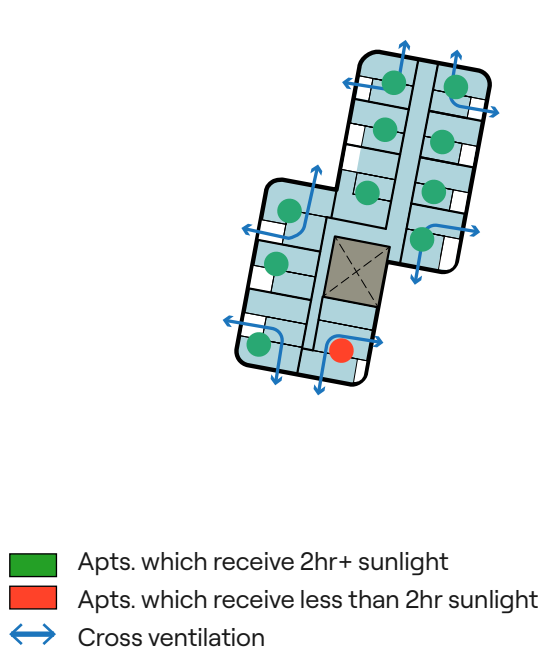 Apts. which receive 2hr+ sunlight
Apts. which receive less than 2hr sunlight
Cross ventilation